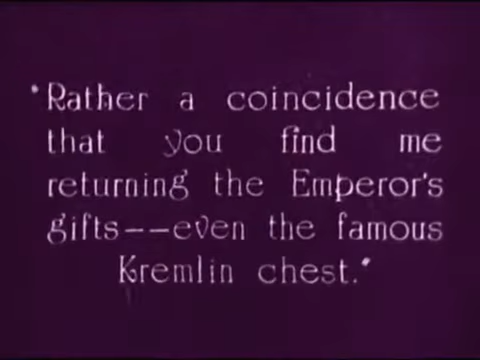 "Rather a coincidence
that you find me
returning the Emperor's
gifts--even the famous
Kremlin chest."